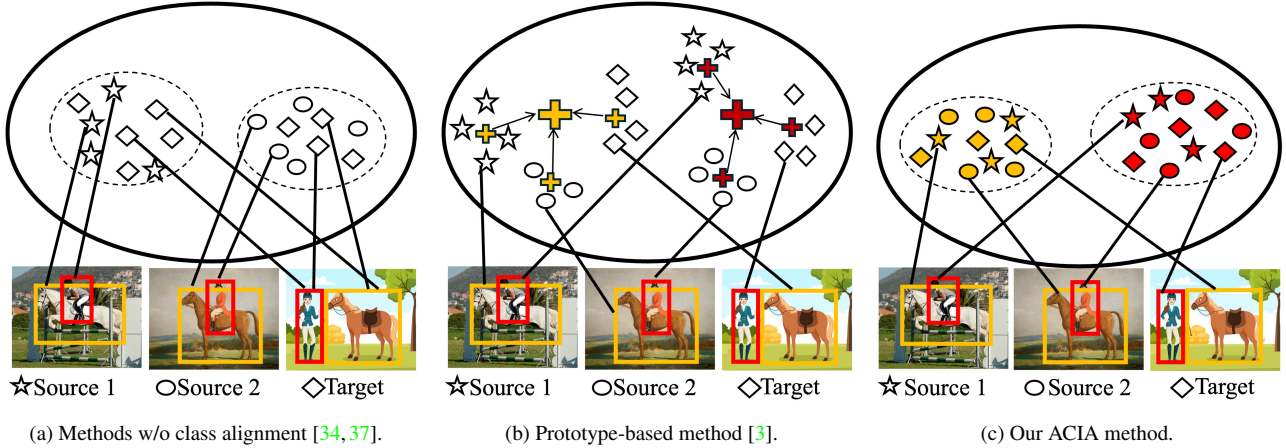 Source 1 Source 2 Target
Source 1 Source 2 Target
Source 1 Source 2 Target
(a) Methods w/o class alignment [34, 37].
(b) Prototype-based method [3].
(c) Our ACIA method.